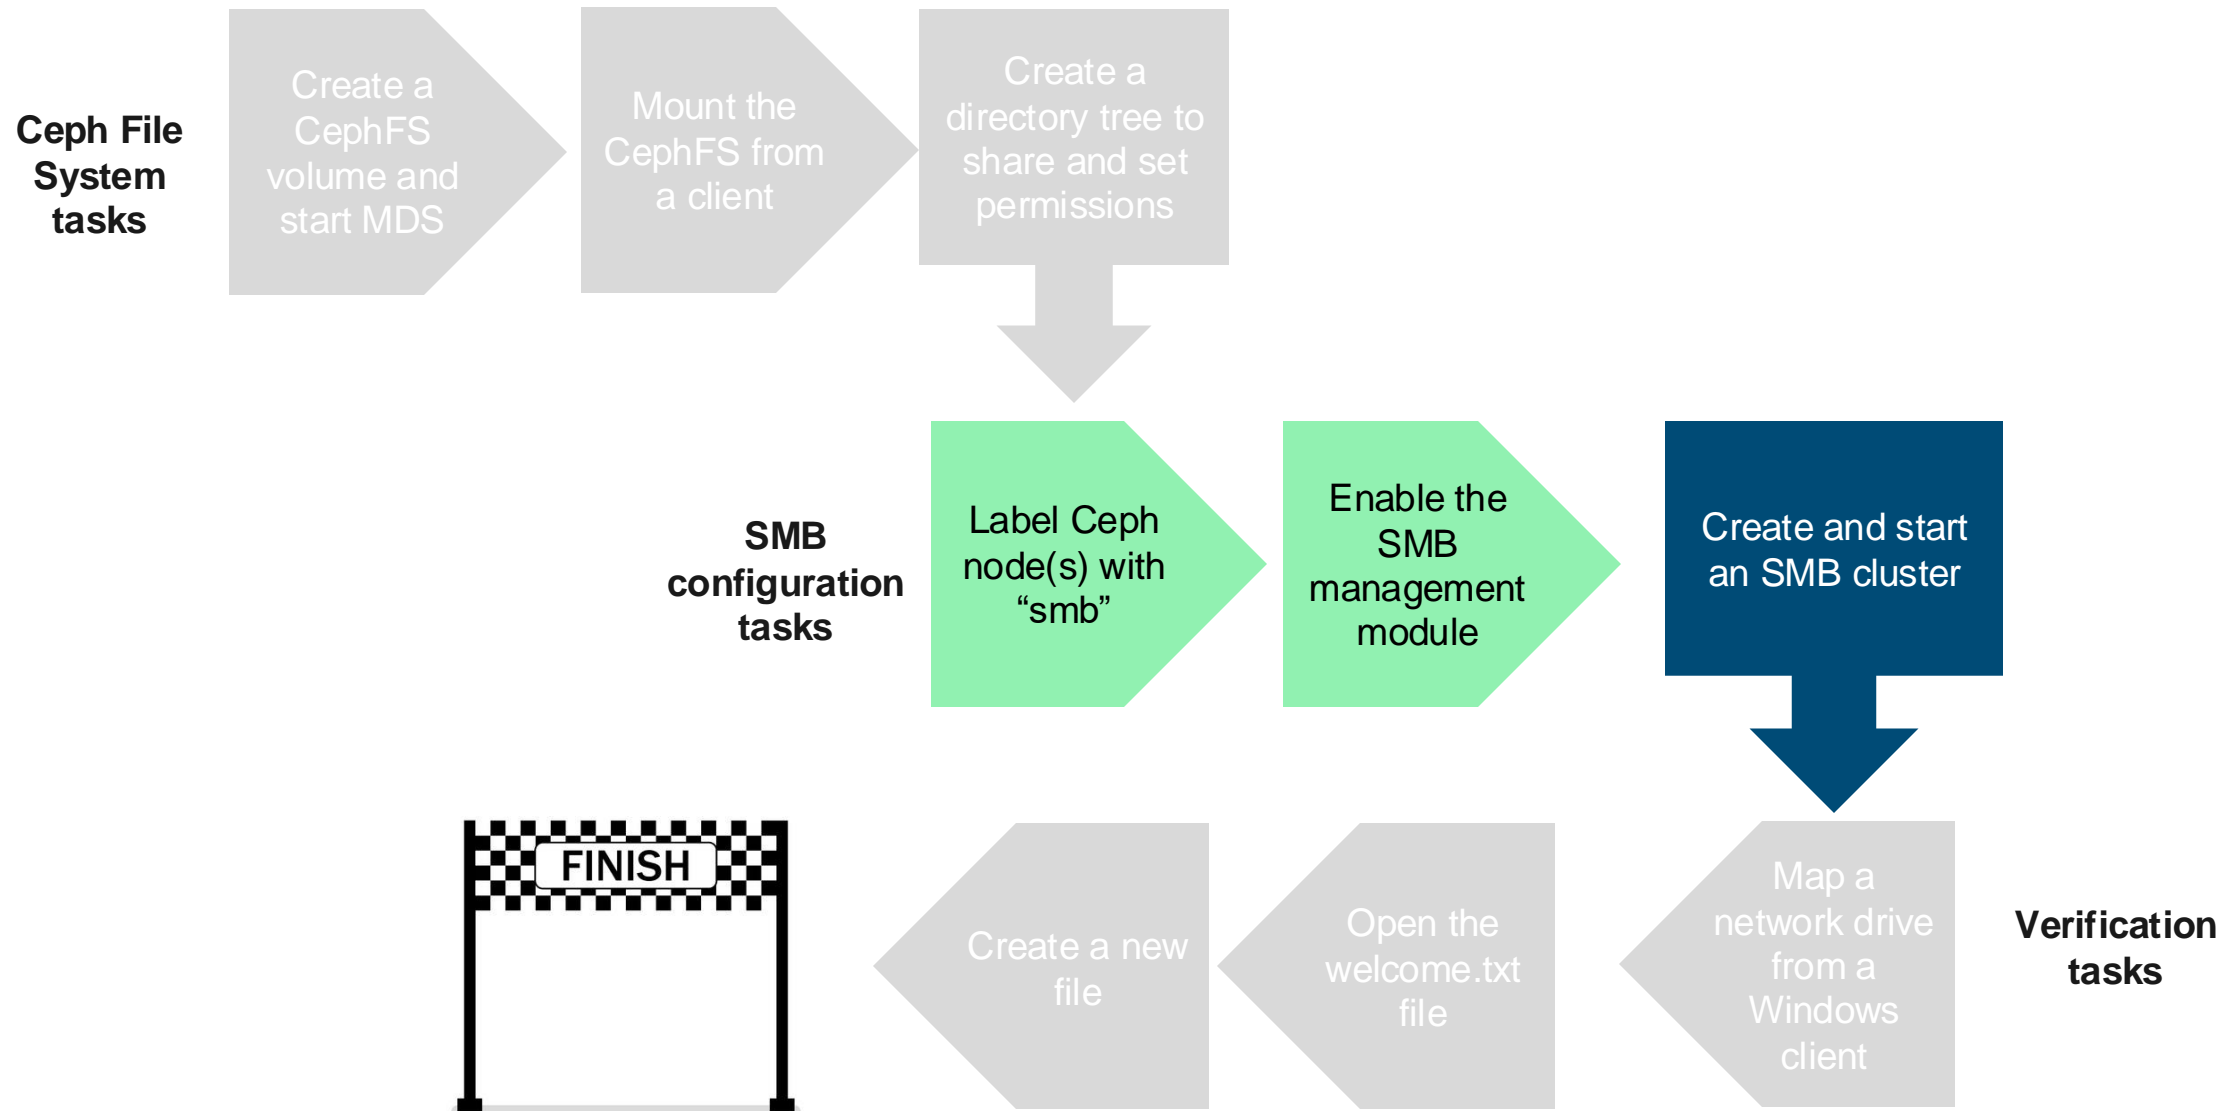 Ceph File
System
tasks
Create a
CephFS
volume and
start MDS
Mount the
CephFS from
a client
Create a
directory tree to
share and set
permissions
SMB
configuration
tasks
Label Ceph
node(s) with
“smb”
Enable the
SMB
management
module
Create and start
an SMB cluster
Map a
network drive
from a
Windows
client
Verification
tasks
Open the
welcome.txt
file
Create a new
file
FINISH